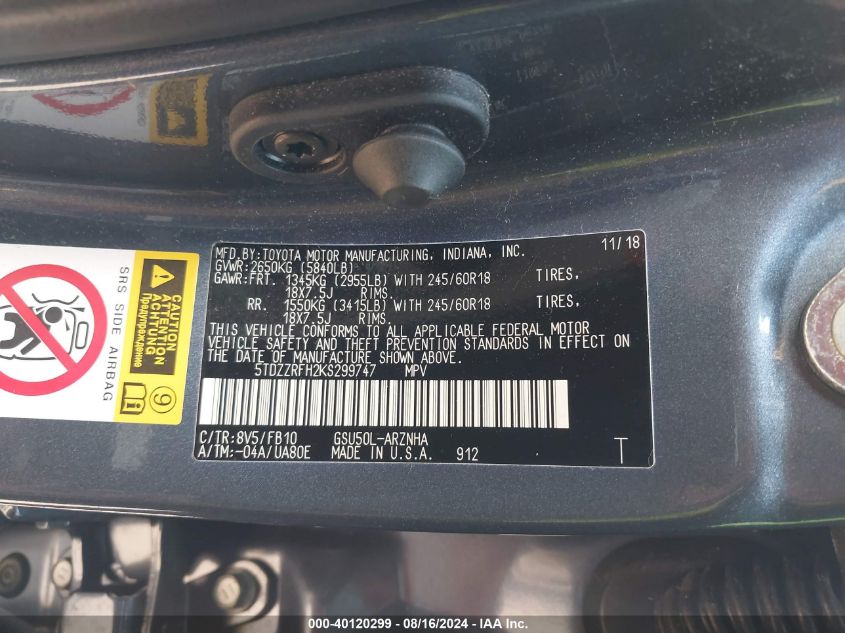 MFD.BY:TOYOTA MOTOR MANUFACTURING, INDIANA, INC. 11/18
GVWR:2650KG (5840LB)
GAWR:FRT. 1345KG (2955LB) WITH 245/60R18 TIRES,
18X7.5J RIMS.
RR. 1550KG (3415LB) WITH 245/60R18 TIRES,
18X7.5J RIMS.
THIS VEHICLE CONFORMS TO ALL APPLICABLE FEDERAL MOTOR
VEHICLE SAFETY AND THEFT PREVENTION STANDARDS IN EFFECT
ON THE DATE OF MANUFACTURE SHOWN ABOVE.
5TDZZRFH2KS299747 MPV
C/TR:8V5/FB10 GSU50L-ARZNHA
A/TM:-04A/UA80E MADE IN U.S.A. 912 T
SRS SIDE AIRBAG
CAUTION
ATTENTION
ACHTUNG
Предупреждение
9
000-40120299 - 08/16/2024 - IAAI.com